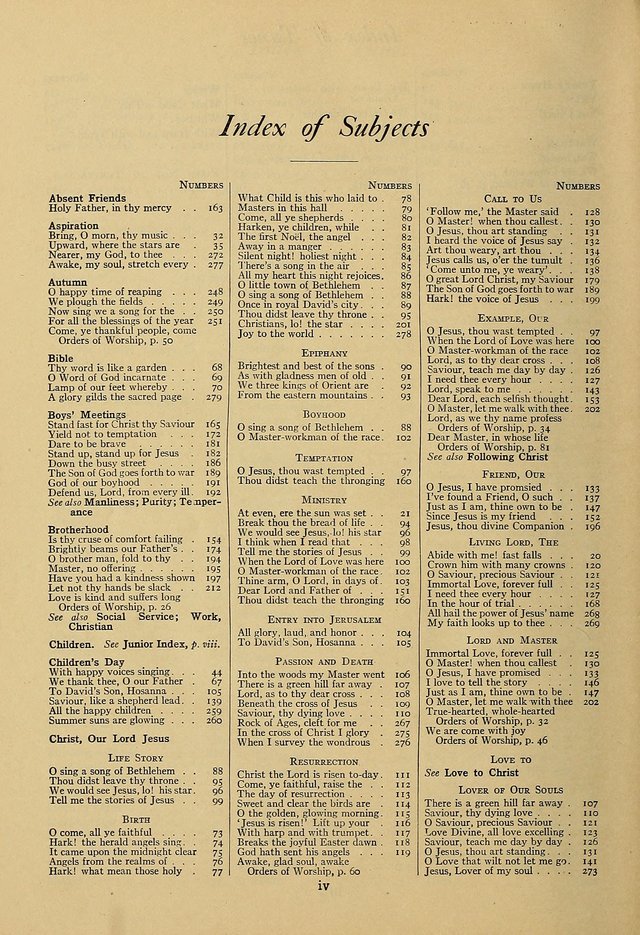 Index of Subjects
Numbers
Absent Friends
Holy Father, in thy mercy . . 163
Aspiration
Bring, O morn, thy music . . . 32
Upward, where the stars are . 35
Nearer, my God, to thee . . . 272
Awake, my soul, stretch every . 277
Autumn
O happy time of reaping . . . 248
We plough the fields . . . . 249
Now sing we a song for the . . 250
For all the blessings of the year 251
Come, ye thankful people, come
Orders of Worship, p. 50
Bible
Thy word is like a garden . . . 68
O Word of God incarnate . . . 69
Lamp of our feet whereby . . . 70
A glory gilds the sacred page . 279
Boys' Meetings
Stand fast for Christ thy Saviour 165
Yield not to temptation . . . 172
Dare to be brave . . . . . 181
Stand up, stand up for Jesus . 182
Down the busy street . . . . 186
The Son of God goes forth to war 189
God of our boyhood . . . . 191
Defend us, Lord, from every ill. 192
See also Manliness; Purity; Temper-
ance
Brotherhood
Is thy cruse of comfort failing . 154
Brightly beams our Father's . . 174
O brother man, fold to thy . . 194
Master, no offering . . . . . 195
Have you had a kindness shown 197
Let not thy hands be slack . . 212
Love is kind and suffers long
Orders of Worship, p. 26
See also Social Service; Work,
Christian
Children. See Junior Index, p. viii.
Children's Day
With happy voices singing . . . 44
We thank thee, O our Father . 67
To David's Son, Hosanna . . . 105
Saviour, like a shepherd lead . . 139
All the happy children . . . . 259
Summer suns are glowing . . . 260
Christ, Our Lord Jesus
Life Story
O sing a song of Bethlehem . . 88
Thou didst leave thy throne . . 95
We would see Jesus, lo! his star. 96
Tell me the stories of Jesus . . 99
Birth
O come, all ye faithful . . . . 73
Hark! the herald angels sing. . 74
It came upon the midnight clear 75
Angels from the realms of . . . 76
Hark! what mean those holy . 77
Numbers
What Child is this who laid to . 78
Masters in this hall . . . . 79
Come, all ye shepherds . . . . 80
Harken, ye children, while . . 81
The first Noël, the angel . . . 82
Away in a manger . . . . . 83
Silent night! holiest night . . . 84
There's a song in the air . . . 85
All my heart this night rejoices. 86
O little town of Bethlehem . . 87
O sing a song of Bethlehem . . 88
Once in royal David's city . . . 89
Thou didst leave thy throne . . 95
Christians, lo! the star . . . . 201
Joy to the world . . . . . . 278
Epiphany
Brightest and best of the sons . 90
As with gladness men of old . . 91
We three kings of Orient are . . 92
From the eastern mountains . . 93
Boyhood
O sing a song of Bethlehem . . 88
O Master-workman of the race. 102
Temptation
O Jesus, thou wast tempted . . 97
Thou didst teach the thronging 160
Ministry
At even, ere the sun was set . . 21
Break thou the bread of life . . 94
We would see Jesus, lo! his star 96
I think when I read that . . . 98
Tell me the stories of Jesus . . 99
When the Lord of Love was here 100
O Master-workman of the race . 102
Thine arm, O Lord, in days of . 103
Dear Lord and Father of . . . 151
Thou didst teach the thronging 160
Entry into Jerusalem
All glory, laud, and honor . . . 104
To David's Son, Hosanna . . . 105
Passion and Death
Into the woods my Master went 106
There is a green hill far away . 107
Lord, as to thy dear cross . . . 108
Beneath the cross of Jesus . . 109
Saviour, thy dying love . . . . 110
Rock of Ages, cleft for me . . . 267
In the cross of Christ I glory . 275
When I survey the wondrous . 276
Resurrection
Christ the Lord is risen to-day. 111
Come, ye faithful, raise the . . 112
The day of resurrection . . . . 113
Sweet and clear the birds are . 114
O the golden, glowing morning. 115
'Jesus is risen!' Lift up your . 116
With harp and with trumpet. . 117
Breaks the joyful Easter dawn . 118
God hath sent his angels . . . 119
Awake, glad soul, awake
Orders of Worship, p. 60
Numbers
Call to Us
'Follow me,' the Master said . 128
O Jesus! when thou callest. . 130
O Jesus, thou art standing . . 131
I heard the voice of Jesus say . 132
Art thou weary, art thou . . . 136
Jesus calls us, o'er the tumult . 135
'Come unto me, ye weary'. . . 138
O great Lord Christ, my Saviour 179
The Son of God goes forth to war 189
Hark! the voice of Jesus . . . 199
Example, Our
O Jesus, thou wast tempted . . 97
When the Lord of Love was here 100
O Master-workman of the race . 102
Lord, as to thy dear cross . . . 108
Saviour, teach me day by day . 126
I need thee every hour . . . . 127
Lord, speak to me . . . . . 143
Dear Lord, each selfish thought. 153
O Master, let me walk with thee. 202
Lord, as we thy name profess
Orders of Worship, p. 34
Dear Master, in whose life
Orders of Worship, p. 81
See also Following Christ
Friend, Our
O Jesus, I have promised . . . 133
I've found a Friend, O such . . 137
Just as I am, thine own to be . 147
Since Jesus is my friend . . . 152
Jesus, thou divine Companion . 196
Living Lord, The
Abide with me! fast falls . . . 20
Crown him with many crowns . 120
O Saviour, precious Saviour . . 121
Immortal Love, forever full . . 125
I need thee every hour . . . . 127
In the hour of trial . . . . . 168
All hail the power of Jesus' name 269
My faith looks up to thee . . . 268
Lord and Master
Immortal Love, forever full . . 125
O Master! when thou callest . 130
O Jesus, I have promised . . . 133
I love to tell the story . . . . 146
Just as I am, thine own to be . 147
O Master, let me walk with thee 202
True-hearted, whole-hearted
Orders of Worship, p. 32
We are come with joy
Orders of Worship, p. 46
Love to
See Love to Christ
Lover of Our Souls
There is a green hill far away . 107
Saviour, thy dying love . . . . 110
O Saviour, precious Saviour . . 121
Love Divine, all love excelling . 123
Saviour, teach me day by day . 126
O Jesus, thou art standing. . . 131
O Love that wilt not let me go. 141
Jesus, Lover of my soul . . . . 273
iv